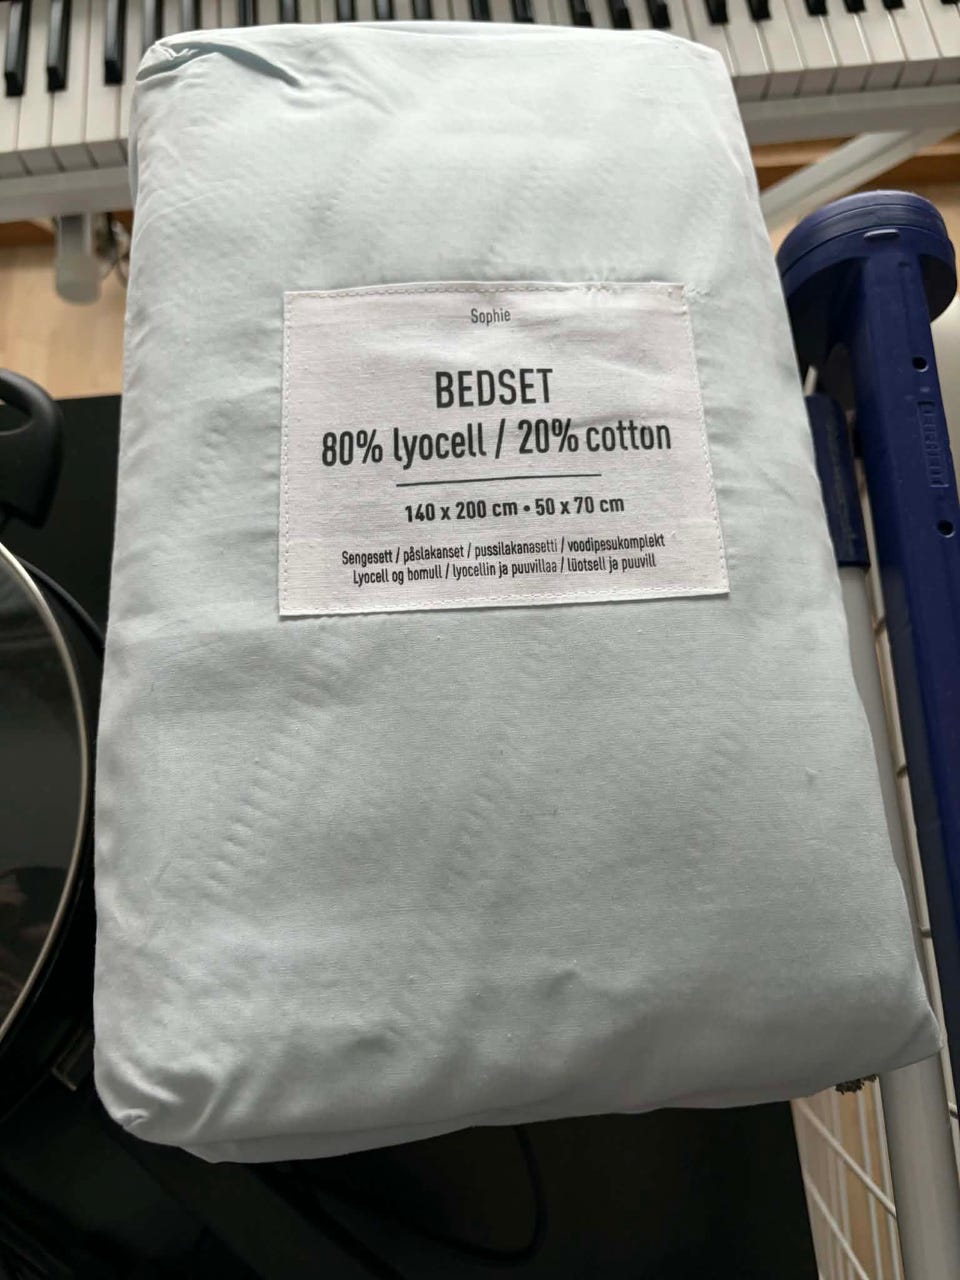 Sophie
BEDSET
80% lyocell / 20% cotton
140 x 200 cm • 50 x 70 cm
Sengesett / påslakanset / pussilakanasetti / voodipesukomplekt
Lyocell og bomull / lyocellin ja puuvillaa / lüotsell ja puuvill